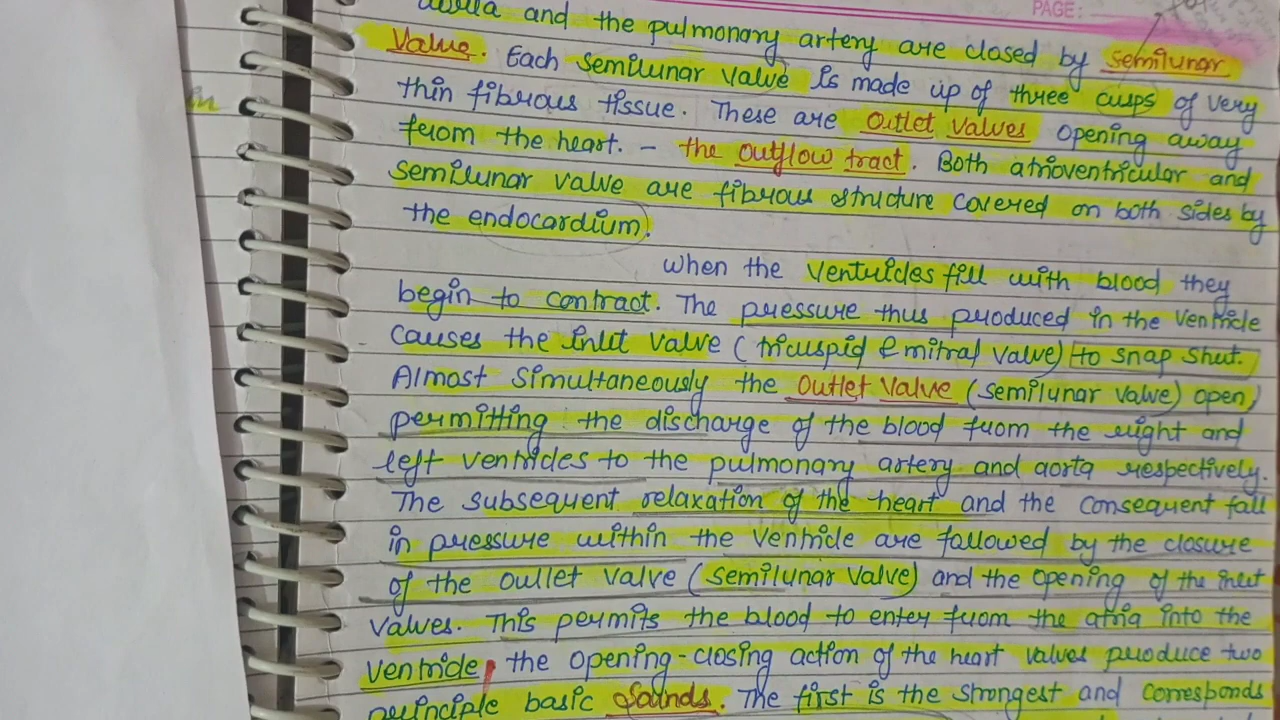 PAGE:
and the pulmonary artery are closed by semilunar
Valve. Each semilunar valve is made up of three cusps of very
thin fibrous tissue. These are outlet valves opening away
from the heart. - the outflow tract. Both atrioventricular and
semilunar valve are fibrous structure covered on both sides by
the endocardium.
When the ventricles fill with blood they
begin to contract. The pressure thus produced in the ventricle
causes the inlet valve (tricuspid & mitral valve) to snap shut.
Almost simultaneously the outlet valve (semilunar valve) open,
permitting the discharge of the blood from the right and
left ventricles to the pulmonary artery and aorta respectively.
The subsequent relaxation of the heart and the consequent fall
in pressure within the ventricle are followed by the closure
of the outlet valve (semilunar valve) and the opening of the inlet
valves. This permits the blood to enter from the atria into the
ventricle, the opening-closing action of the heart valves produce two
principle basic sounds. The first is the strongest and corresponds